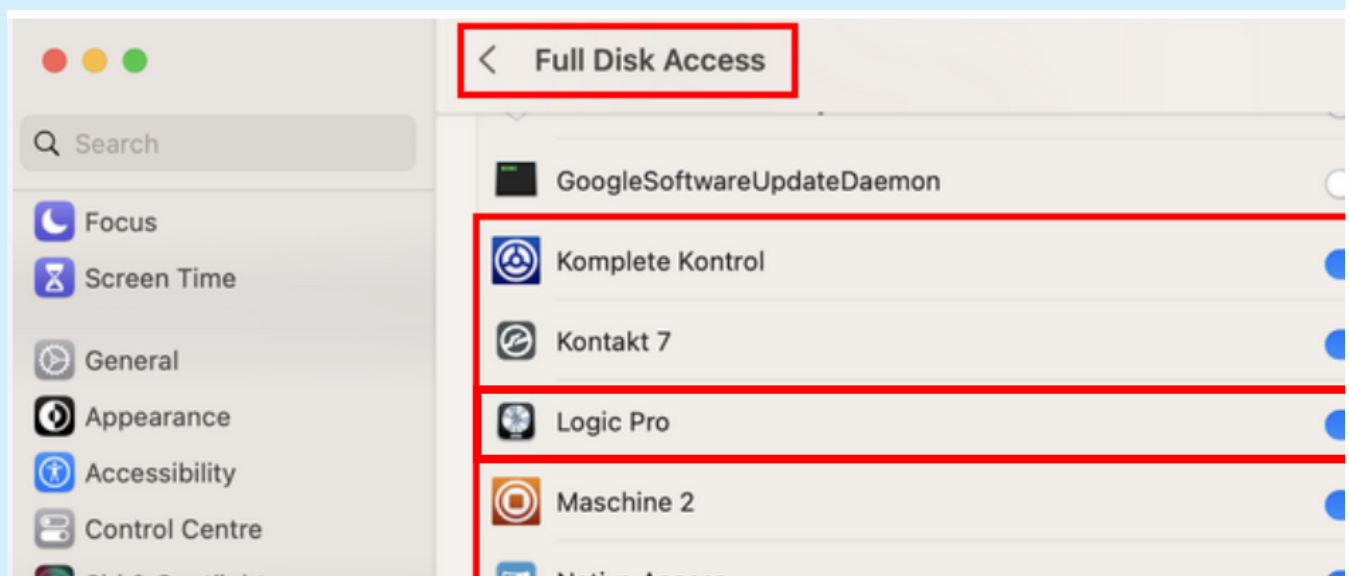 Full Disk Access
Search
Focus
Screen Time
General
Appearance
Accessibility
Control Centre
GoogleSoftwareUpdateDaemon
Komplete Kontrol
Kontakt 7
Logic Pro
Maschine 2